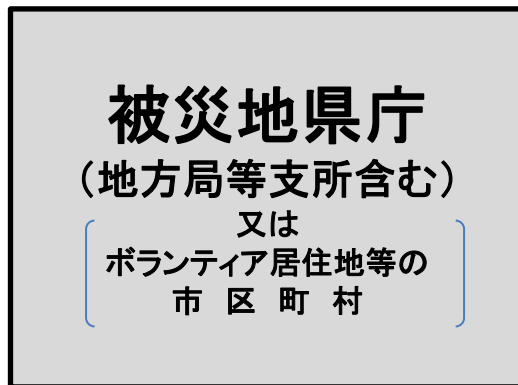 被災地県庁
（地方局等支所含む）
又は
ボランティア居住地等の
市 区 町 村